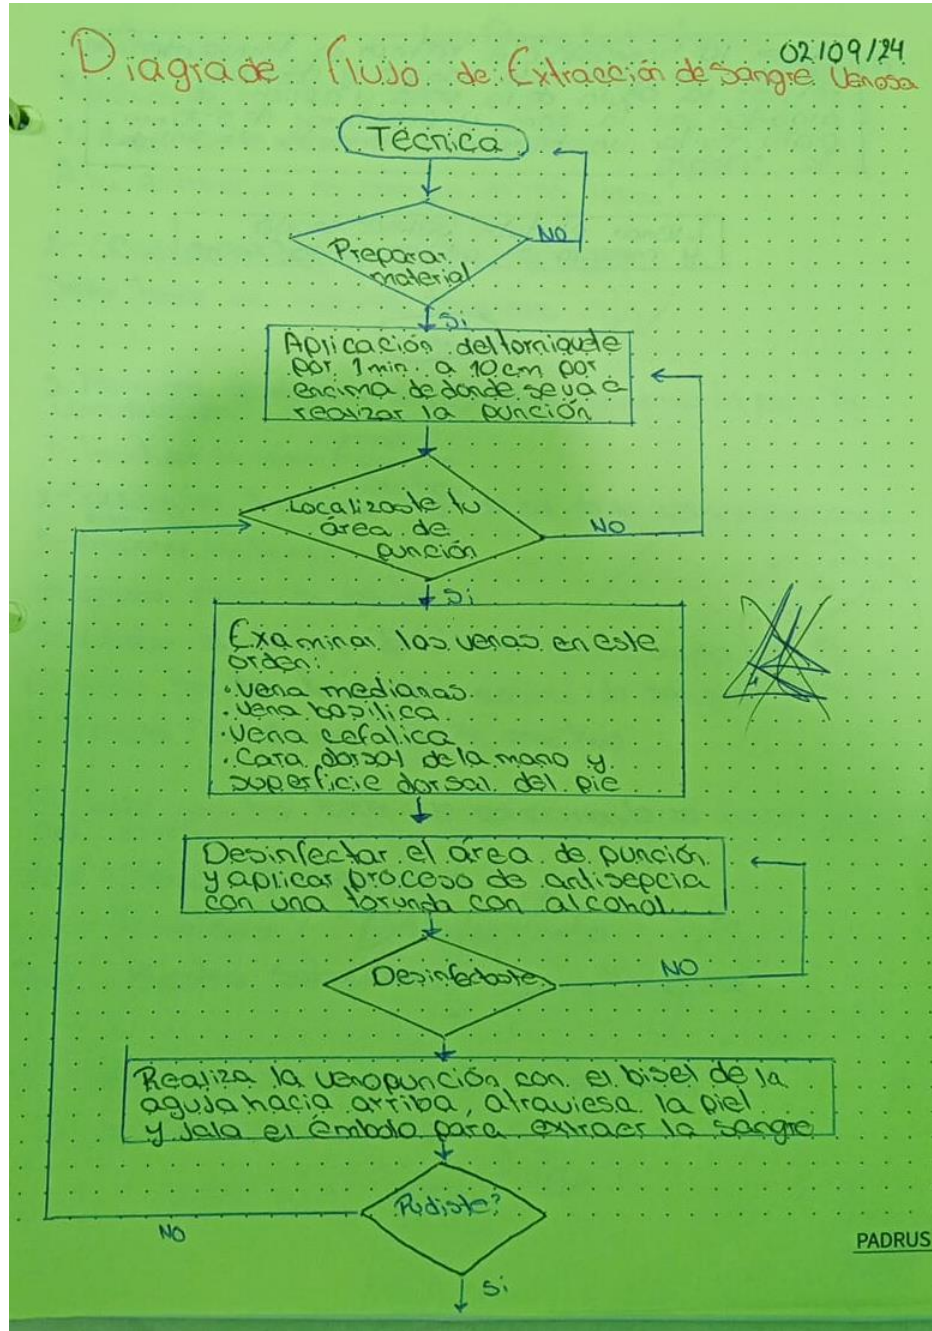 02/09/24
Diagrade flujo de Extracción de sangre Venosa
Técnica
NO
Preparar
material
Si
Aplicación del torniquete
por 1 min. a 10 cm por
encima de donde se va a
realizar la punción
Localizaste tu
área de
punción
NO
Si
Examinar las venas en este
orden:
• vena medianas
• vena basilica
• vena cefalica
• Cara dorsal de la mano y
superficie dorsal del pie
Desinfectar el área de punción
y aplicar proceso de antisepcia
con una torunda con alcohol
Desinfectaste
NO
Realiza la venopunción con el bisel de la
aguja hacia arriba, atraviesa la piel
y jala el émbolo para extraer la sangre
Pudiste?
NO
PADRUS
Si